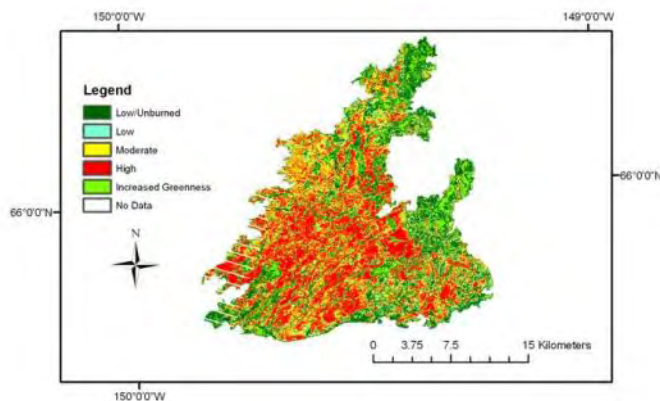 150°0'0"W
149°0'0"W
Legend
Low/Unburned
Low
Moderate
High
Increased Greenness
No Data
66°0'0"N
66°0'0"N
N
0 3.75 7.5 15 Kilometers
150°0'0"W